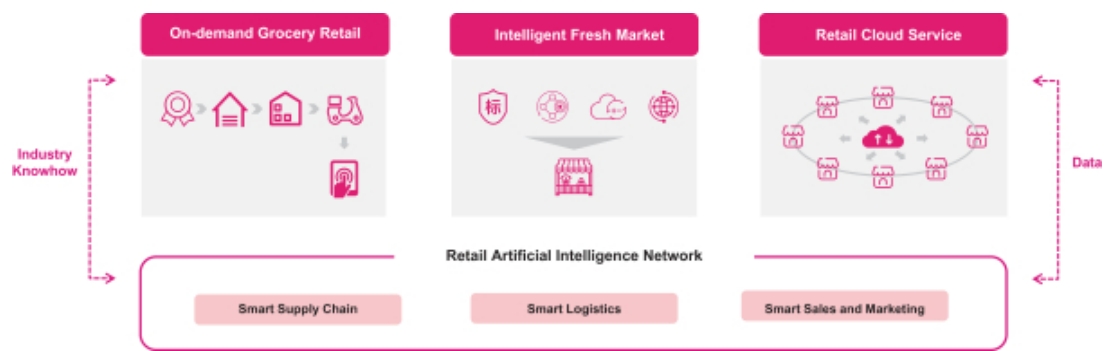 On-demand Grocery Retail
Intelligent Fresh Market
Retail Cloud Service
标
Industry
Knowhow
Data
Retail Artificial Intelligence Network
Smart Supply Chain
Smart Logistics
Smart Sales and Marketing